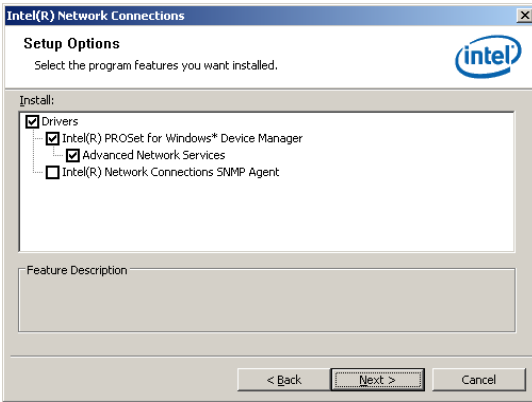 Intel(R) Network Connections
Setup Options
Select the program features you want installed.
intel
Install:
Drivers
Intel(R) PROSet for Windows* Device Manager
Advanced Network Services
Intel(R) Network Connections SNMP Agent
Feature Description
< Back
Next >
Cancel